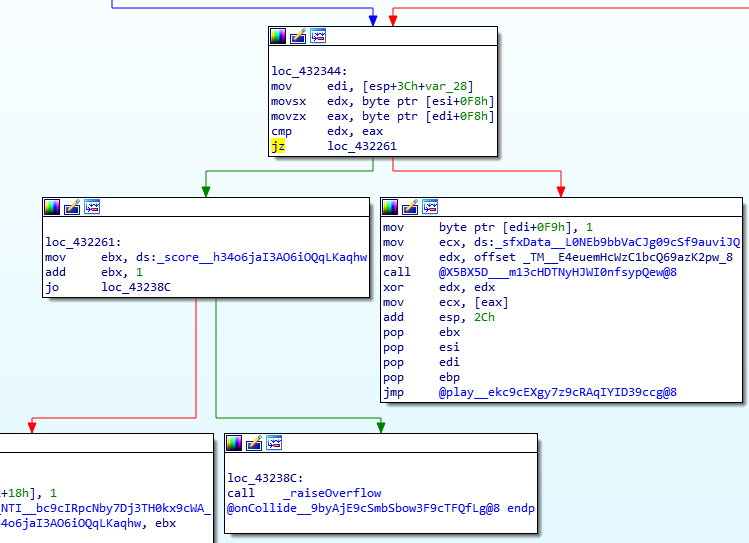 loc_432344:
mov edi, [esp+3Ch+var_28]
movsx edx, byte ptr [esi+0F8h]
movzx eax, byte ptr [edi+0F8h]
cmp edx, eax
jz loc_432261
loc_432261:
mov ebx, ds:_score__h34o6jaI3AO6iOQqLKaqhw
add ebx, 1
jo loc_43238C
mov byte ptr [edi+0F9h], 1
mov ecx, ds:_sfxData__L0NEb9bbVaCJg09cSf9auviJQ
mov edx, offset _TM__E4euemHcWzC1bcQ69azK2pw_8
call @X5BX5D___m13cHDTNyHJWI0nfsypQew@8
xor edx, edx
mov ecx, [eax]
add esp, 2Ch
pop ebx
pop esi
pop edi
pop ebp
jmp @play__ekc9cEXgy7z9cRAqIYID39ccg@8
+18h], 1
_NTI__bc9cIRpcNby7Dj3TH0kx9cWA_
34o6jaI3AO6iOQqLKaqhw, ebx
loc_43238C:
call _raiseOverflow
@onCollide__9byAjE9cSmbSbow3F9cTFQfLg@8 endp